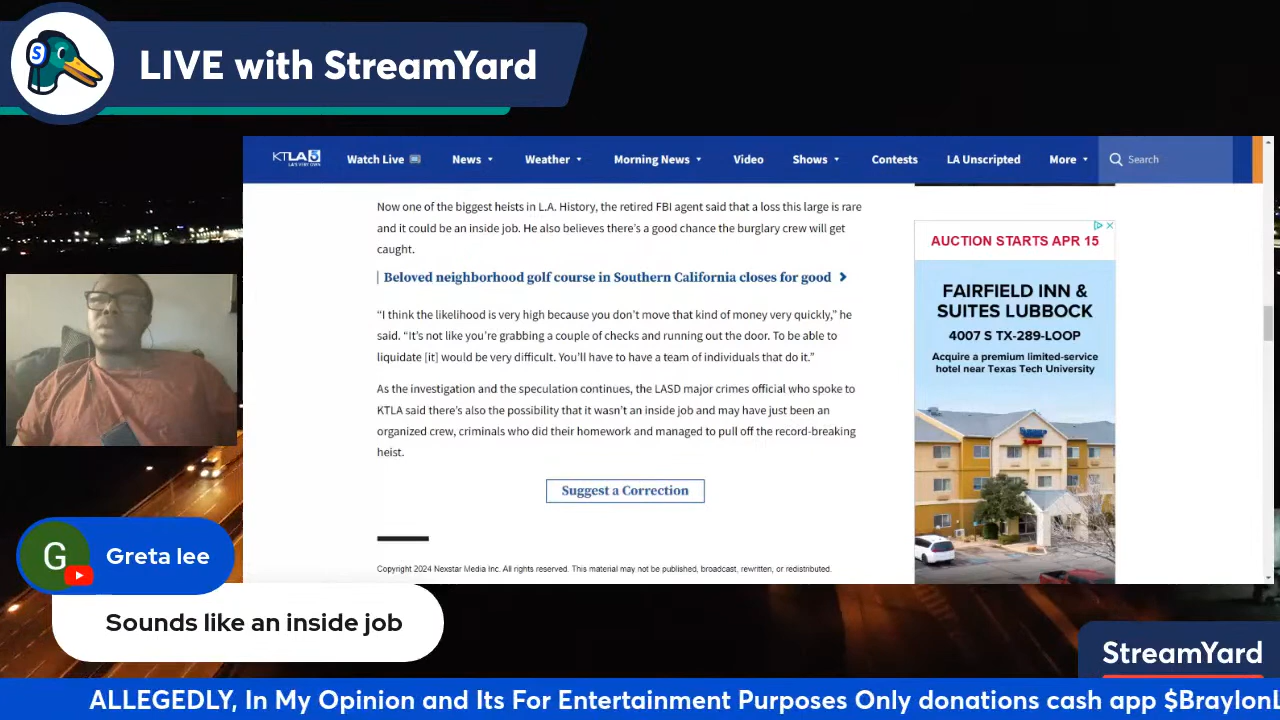 S
LIVE with StreamYard
KTLA 5
LA'S VERY OWN
Watch Live
News
Weather
Morning News
Video
Shows
Contests
LA Unscripted
More
Search
Now one of the biggest heists in L.A. History, the retired FBI agent said that a loss this large is rare
and it could be an inside job. He also believes there’s a good chance the burglary crew will get
caught.
Beloved neighborhood golf course in Southern California closes for good
“I think the likelihood is very high because you don’t move that kind of money very quickly,” he
said. “It’s not like you’re grabbing a couple of checks and running out the door. To be able to
liquidate [it] would be very difficult. You’ll have to have a team of individuals that do it.”
As the investigation and the speculation continues, the LASD major crimes official who spoke to
KTLA said there’s also the possibility that it wasn’t an inside job and may have just been an
organized crew, criminals who did their homework and managed to pull off the record-breaking
heist.
Suggest a Correction
Copyright 2024 Nexstar Media Inc. All rights reserved. This material may not be published, broadcast, rewritten, or redistributed.
AUCTION STARTS APR 15
FAIRFIELD INN &
SUITES LUBBOCK
4007 S TX-289-LOOP
Acquire a premium limited-service
hotel near Texas Tech University
G
Greta lee
Sounds like an inside job
StreamYard
ALLEGEDLY, In My Opinion and Its For Entertainment Purposes Only donations cash app $Braylon